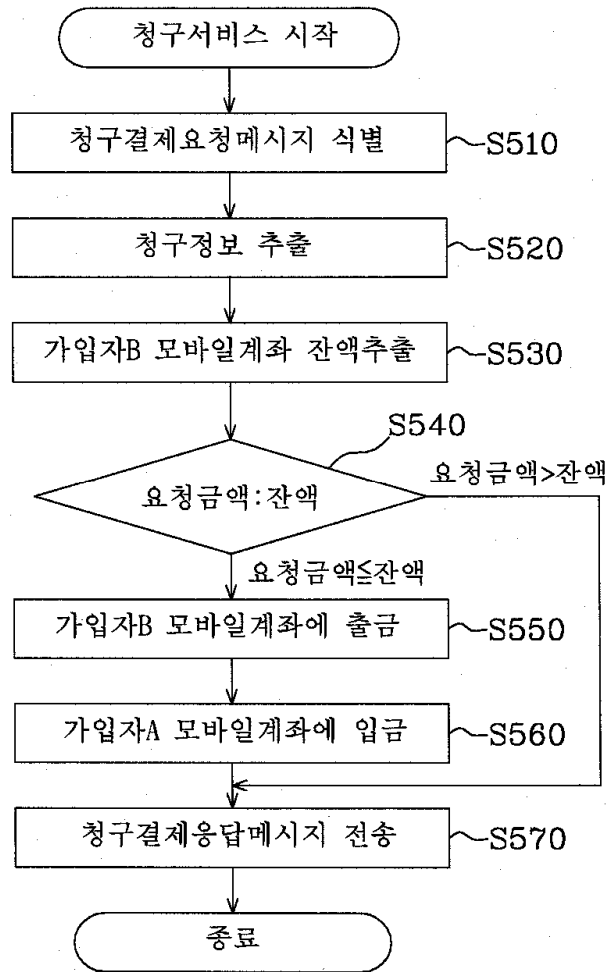 청구서비스 시작
청구결제요청메시지 식별 S510
청구정보 추출 S520
가입자B 모바일계좌 잔액추출 S530
S540
요청금액>잔액
요청금액:잔액
요청금액≦잔액
가입자B 모바일계좌에 출금 S550
가입자A 모바일계좌에 입금 S560
청구결제응답메시지 전송 S570
종료